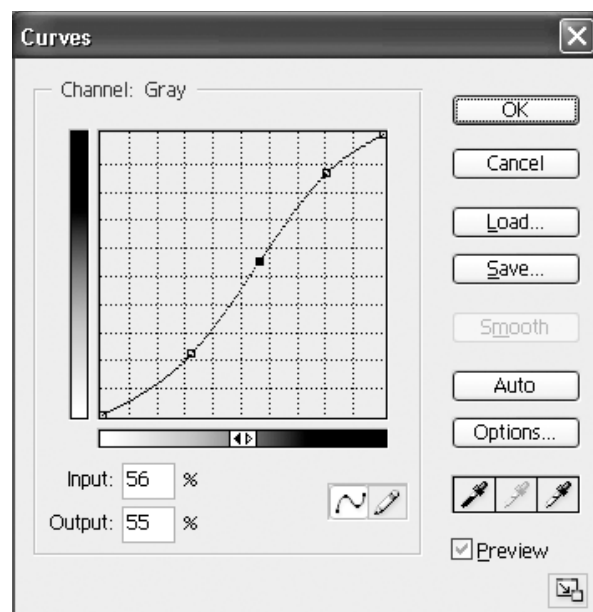 Curves
Channel: Gray
OK
Cancel
Load...
Save...
Smooth
Auto
Options...
Input: 56 %
Output: 55 %
Preview